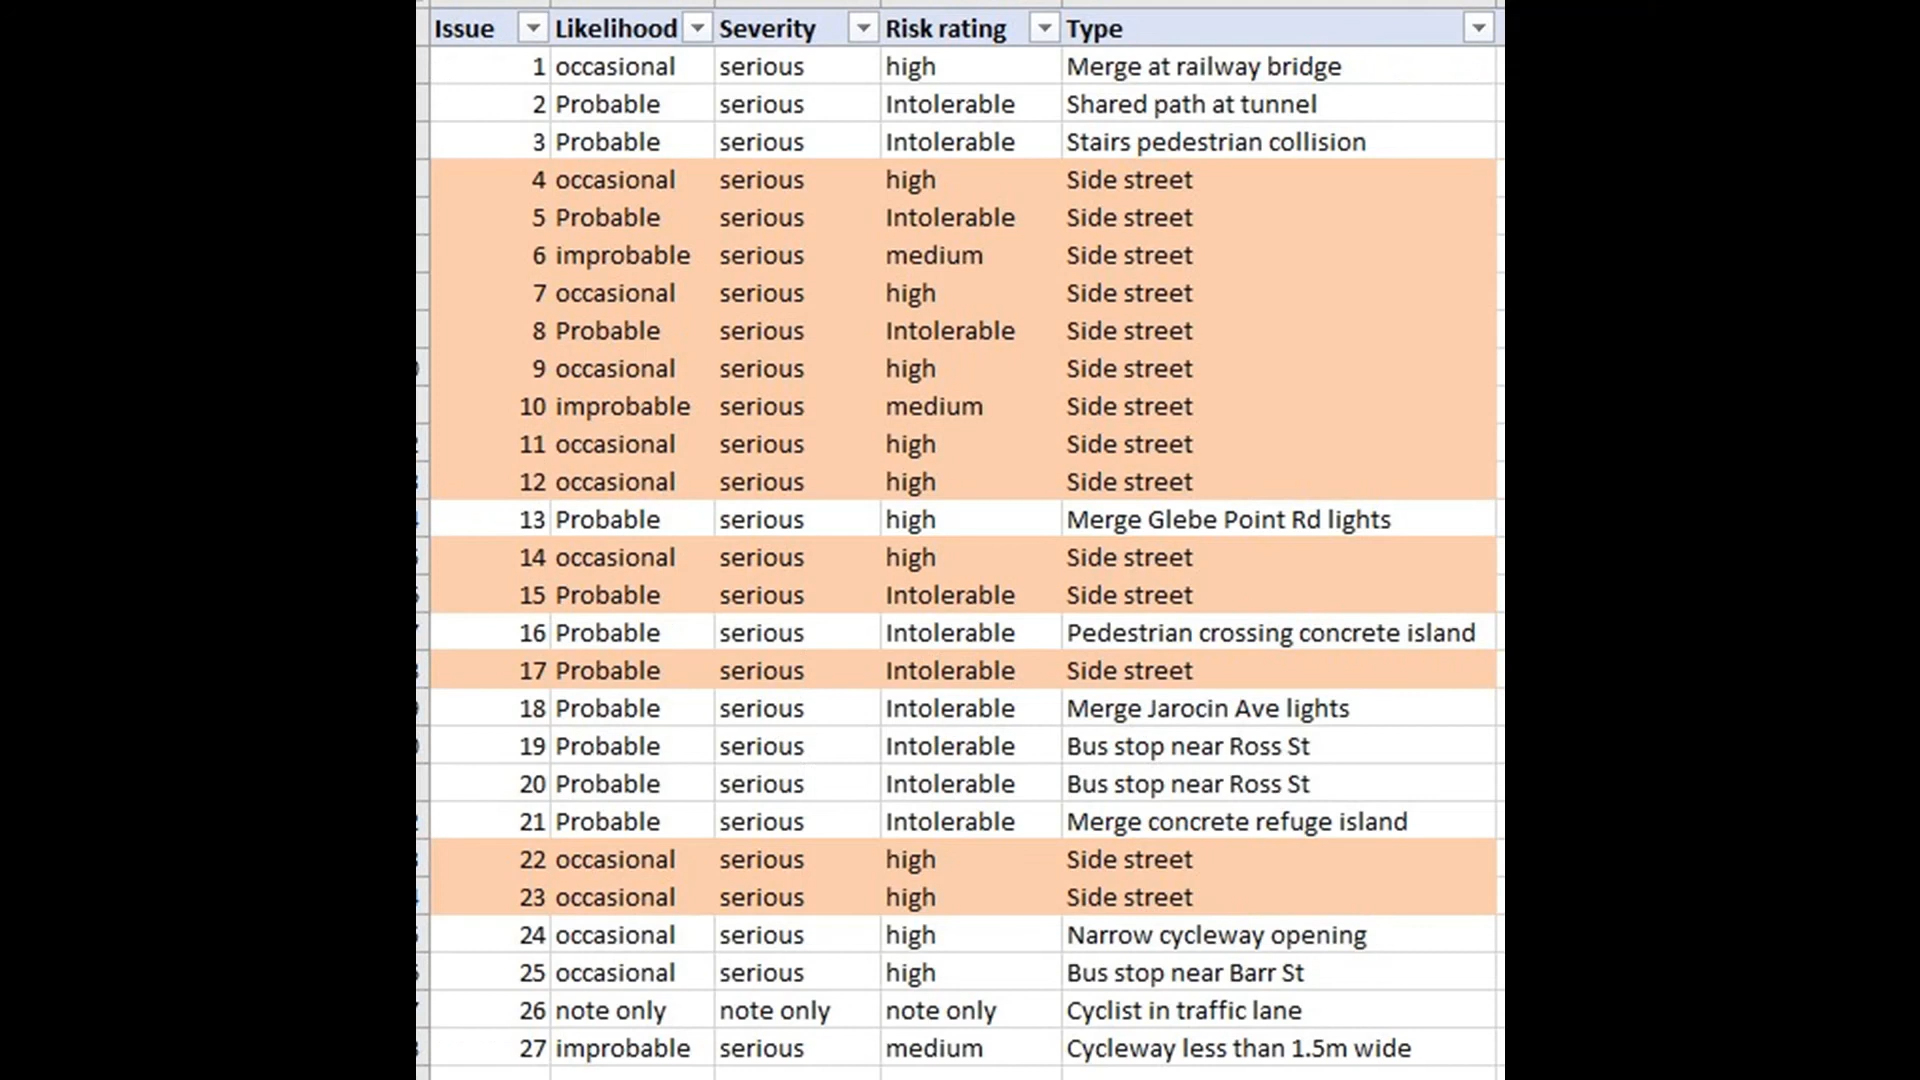 Issue Likelihood Severity Risk rating Type
1 occasional serious high Merge at railway bridge
2 Probable serious Intolerable Shared path at tunnel
3 Probable serious Intolerable Stairs pedestrian collision
4 occasional serious high Side street
5 Probable serious Intolerable Side street
6 improbable serious medium Side street
7 occasional serious high Side street
8 Probable serious Intolerable Side street
9 occasional serious high Side street
10 improbable serious medium Side street
11 occasional serious high Side street
12 occasional serious high Side street
13 Probable serious high Merge Glebe Point Rd lights
14 occasional serious high Side street
15 Probable serious Intolerable Side street
16 Probable serious Intolerable Pedestrian crossing concrete island
17 Probable serious Intolerable Side street
18 Probable serious Intolerable Merge Jarocin Ave lights
19 Probable serious Intolerable Bus stop near Ross St
20 Probable serious Intolerable Bus stop near Ross St
21 Probable serious Intolerable Merge concrete refuge island
22 occasional serious high Side street
23 occasional serious high Side street
24 occasional serious high Narrow cycleway opening
25 occasional serious high Bus stop near Barr St
26 note only note only note only Cyclist in traffic lane
27 improbable serious medium Cycleway less than 1.5m wide